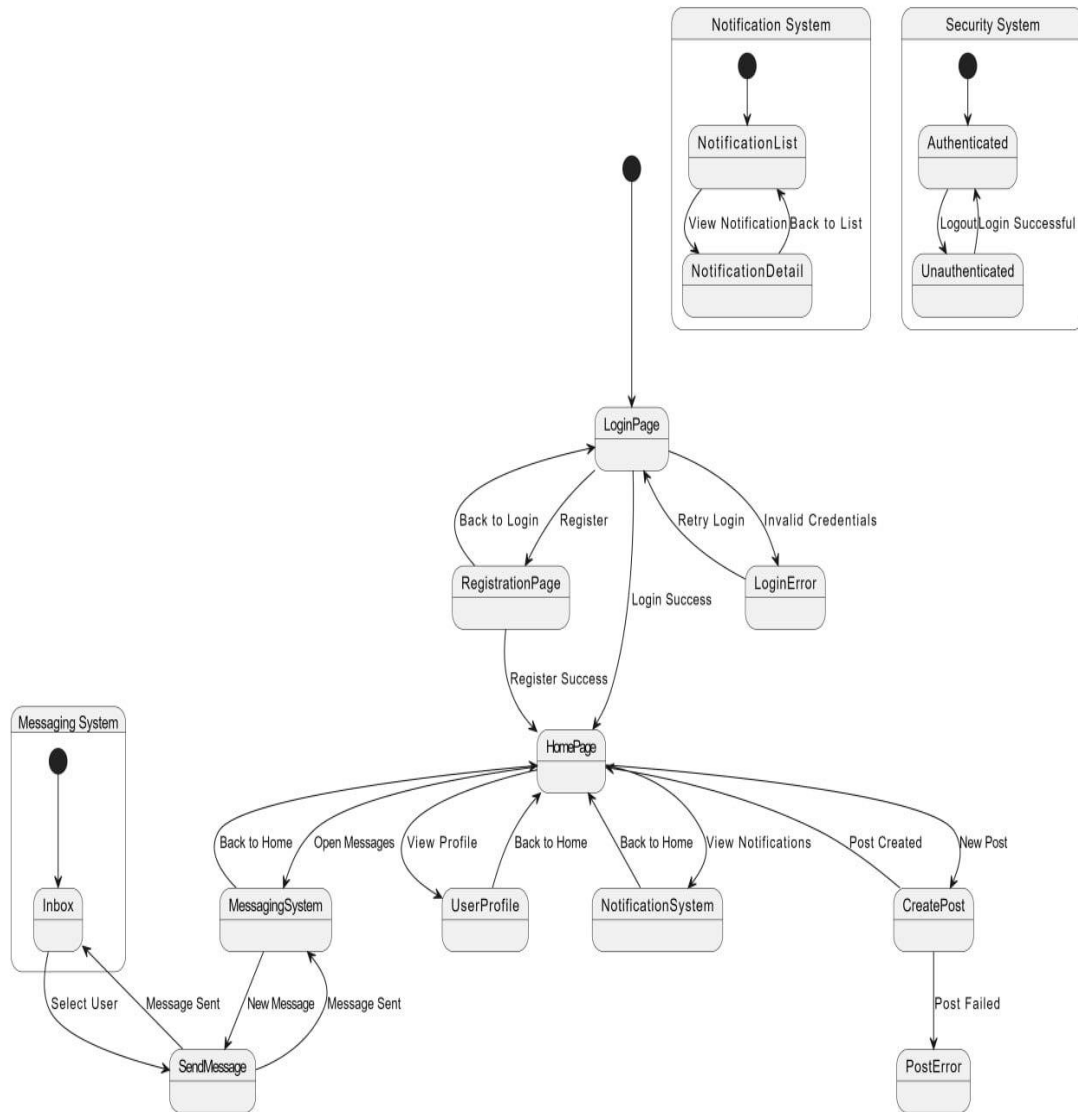 Notification System
Security System
NotificationList
Authenticated
View Notification
Back to List
Logout
Login Successful
NotificationDetail
Unauthenticated
LoginPage
Back to Login
Register
Retry Login
Invalid Credentials
RegistrationPage
LoginError
Login Success
Register Success
Messaging System
HomePage
Back to Home
Open Messages
View Profile
Back to Home
Back to Home
View Notifications
Post Created
New Post
Inbox
MessagingSystem
UserProfile
NotificationSystem
CreatePost
Select User
Message Sent
New Message
Message Sent
Post Failed
SendMessage
PostError